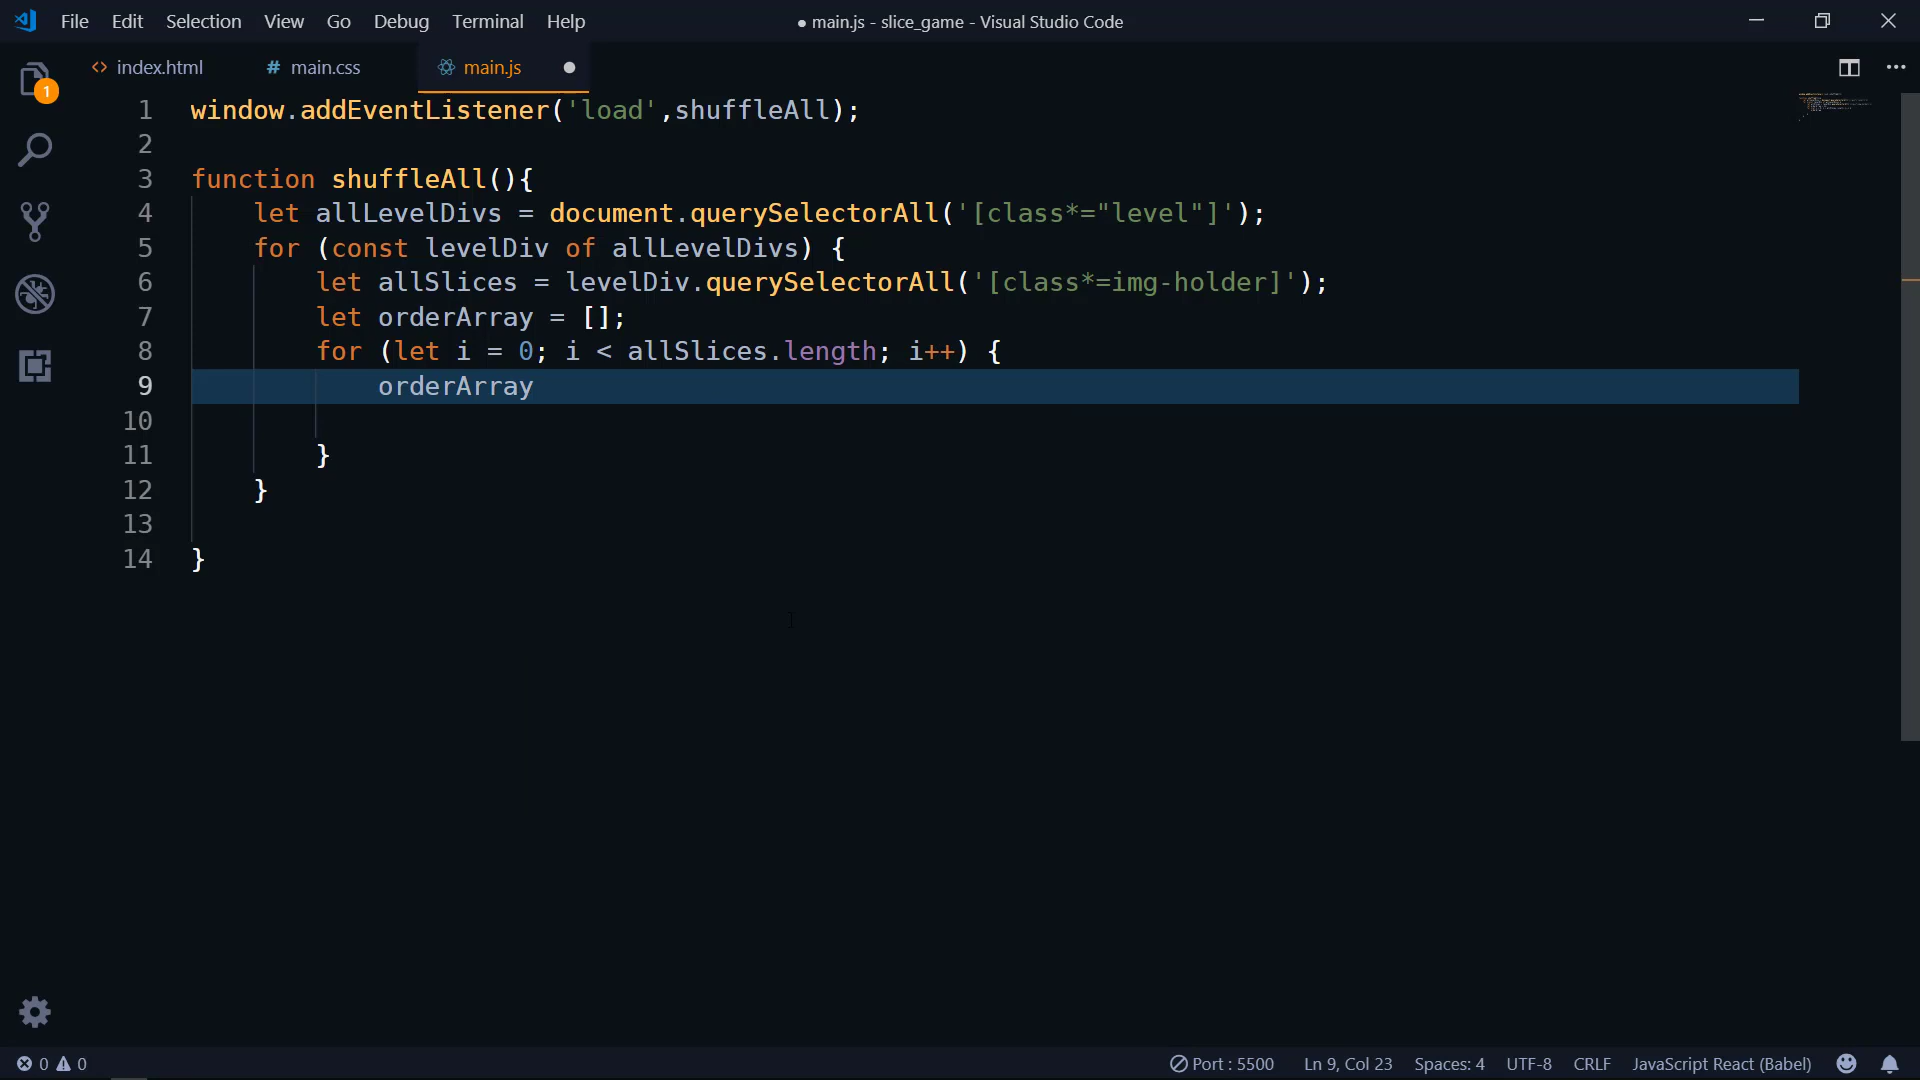 File Edit Selection View Go Debug Terminal Help ● main.js - slice_game - Visual Studio Code
1
<> index.html # main.css main.js ●
1 window.addEventListener('load',shuffleAll);
2
3 function shuffleAll(){
4 let allLevelDivs = document.querySelectorAll('[class*="level"]');
5 for (const levelDiv of allLevelDivs) {
6 let allSlices = levelDiv.querySelectorAll('[class*=img-holder]');
7 let orderArray = [];
8 for (let i = 0; i < allSlices.length; i++) {
9 orderArray
10
11 }
12 }
13
14 }
0 0 Port : 5500 Ln 9, Col 23 Spaces: 4 UTF-8 CRLF JavaScript React (Babel)